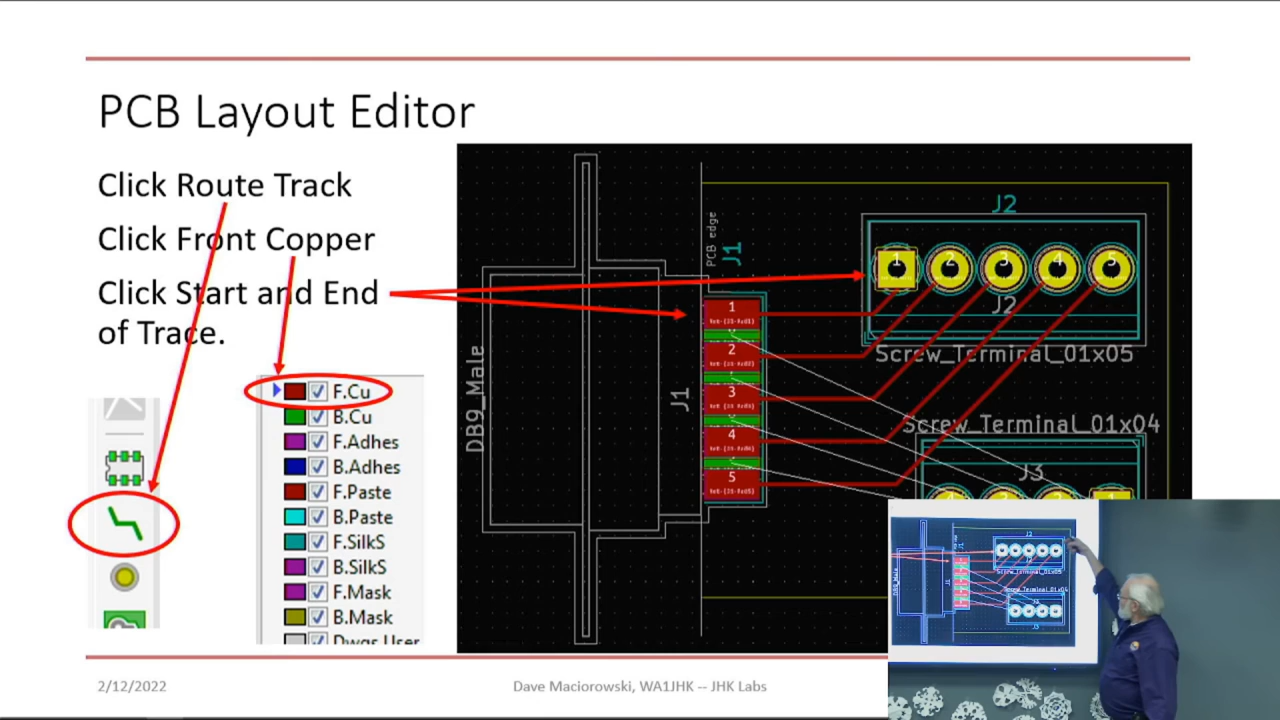 PCB Layout Editor
Click Route Track
Click Front Copper
Click Start and End
of Trace.
F.Cu
B.Cu
F.Adhes
B.Adhes
F.Paste
B.Paste
F.SilkS
B.SilkS
F.Mask
B.Mask
Dwgs.User
DB9_Male
J1
PCB edge
J1
1
2
3
4
5
J2
1
2
3
4
5
J2
Screw_Terminal_01x05
Screw_Terminal_01x04
J3
2/12/2022
Dave Maciorowski, WA1JHK -- JHK Labs